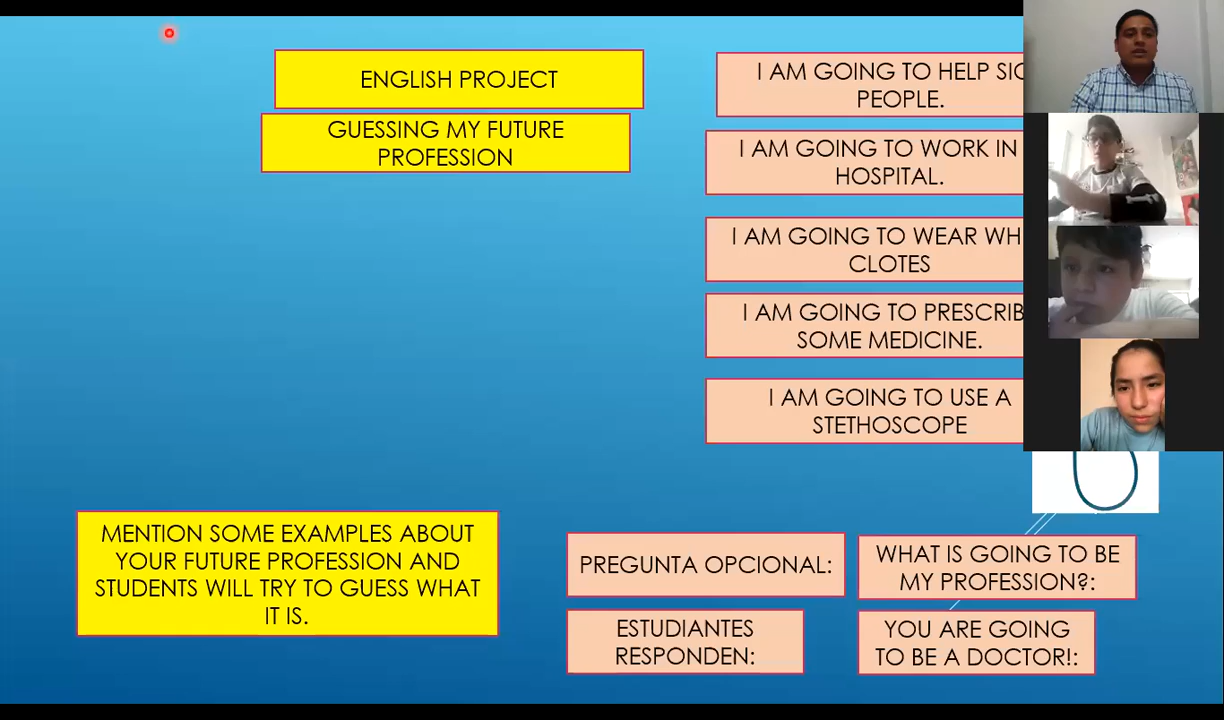 ENGLISH PROJECT
GUESSING MY FUTURE
PROFESSION
I AM GOING TO HELP
PEOPLE.
I AM GOING TO WORK IN
HOSPITAL.
I AM GOING TO WEAR
CLOTES
I AM GOING TO
SOME MEDICINE.
I AM GOING TO USE A
STETHOSCOPE
MENTION SOME EXAMPLES ABOUT
YOUR FUTURE PROFESSION AND
STUDENTS WILL TRY TO GUESS WHAT
IT IS.
PREGUNTA OPCIONAL:
WHAT IS GOING TO BE
MY PROFESSION?:
ESTUDIANTES
RESPONDEN:
YOU ARE GOING
TO BE A DOCTOR!: